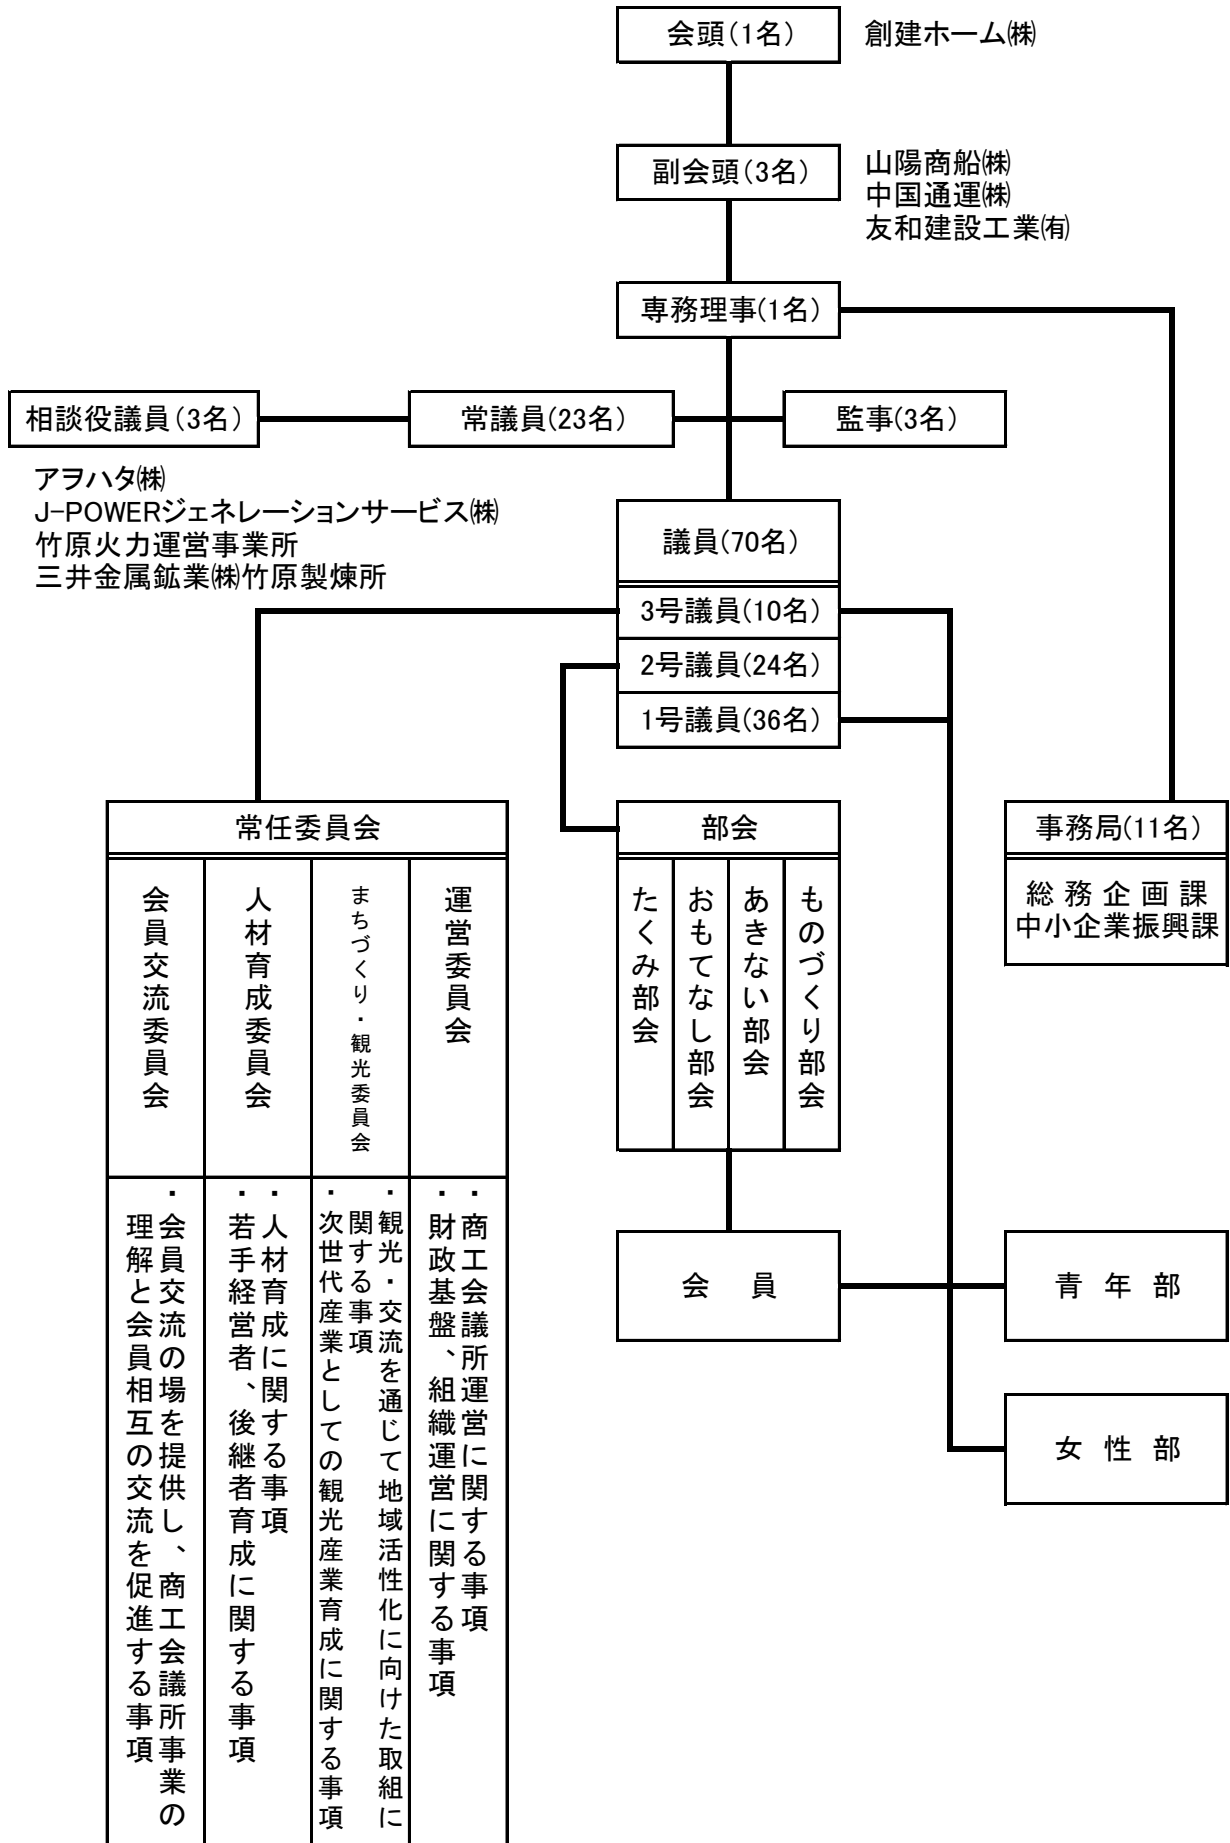 会頭(1名)
創建ホーム㈱
副会頭(3名)
山陽商船㈱
中国通運㈱
友和建設工業㈲
専務理事(1名)
相談役議員(3名)
常議員(23名)
監事(3名)
アヲハタ㈱
J-POWERジェネレーションサービス㈱
竹原火力運営事業所
三井金属鉱業㈱竹原製煉所
議員(70名)
3号議員(10名)
2号議員(24名)
1号議員(36名)
常任委員会
部会
事務局(11名)
総務企画課
中小企業振興課
運営委員会
まちづくり・観光委員会
人材育成委員会
会員交流委員会
ものづくり部会
あきない部会
おもてなし部会
たくみ部会
・商工会議所運営に関する事項
・財政基盤、組織運営に関する事項
・観光・交流を通じて地域活性化に向けた取組に
関する事項
・次世代産業としての観光産業育成に関する事項
・人材育成に関する事項
・若手経営者、後継者育成に関する事項
・会員交流の場を提供し、商工会議所事業の
理解と会員相互の交流を促進する事項
会員
青年部
女性部